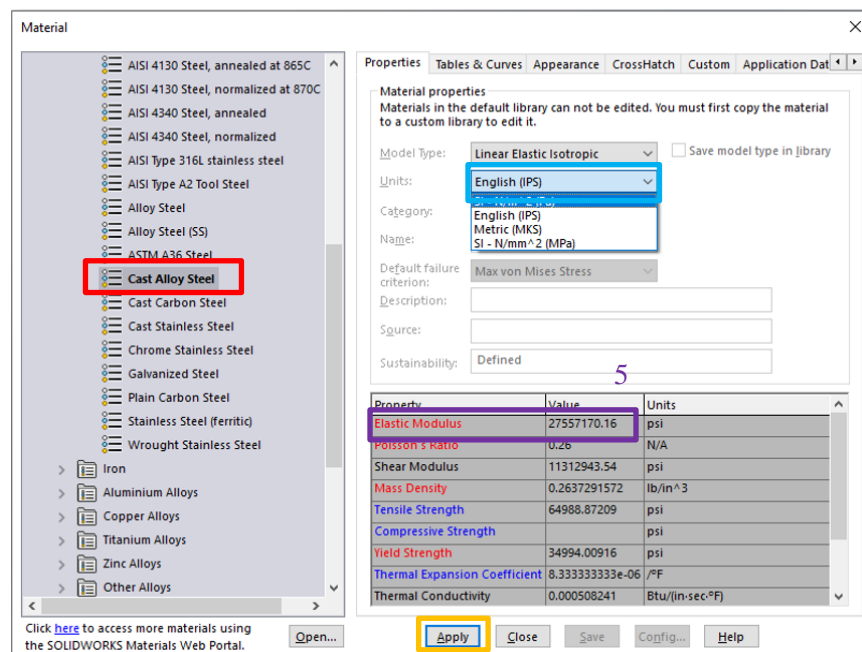 Material
AISI 4130 Steel, annealed at 865C
AISI 4130 Steel, normalized at 870C
AISI 4340 Steel, annealed
AISI 4340 Steel, normalized
AISI Type 316L stainless steel
AISI Type A2 Tool Steel
Alloy Steel
Alloy Steel (SS)
ASTM A36 Steel
Cast Alloy Steel
Cast Carbon Steel
Cast Stainless Steel
Chrome Stainless Steel
Galvanized Steel
Plain Carbon Steel
Stainless Steel (ferritic)
Wrought Stainless Steel
Iron
Aluminium Alloys
Copper Alloys
Titanium Alloys
Zinc Alloys
Other Alloys
Click here to access more materials using
the SOLIDWORKS Materials Web Portal.
Open...
Properties Tables & Curves Appearance CrossHatch Custom Application Dat
Material properties
Materials in the default library can not be edited. You must first copy the material
to a custom library to edit it.
Model Type: Linear Elastic Isotropic Save model type in library
Units: English (IPS)
SI - N/m^2 (Pa)
Category: English (IPS)
Metric (MKS)
Name: SI - N/mm^2 (MPa)
Default failure
criterion: Max von Mises Stress
Description:
Source:
Sustainability: Defined
5
Property Value Units
Elastic Modulus 27557170.16 psi
Poisson's Ratio 0.26 N/A
Shear Modulus 11312943.54 psi
Mass Density 0.2637291572 lb/in^3
Tensile Strength 64988.87209 psi
Compressive Strength psi
Yield Strength 34994.00916 psi
Thermal Expansion Coefficient 8.333333333e-06 /°F
Thermal Conductivity 0.000508241 Btu/(in·sec·°F)
Apply Close Save Config... Help